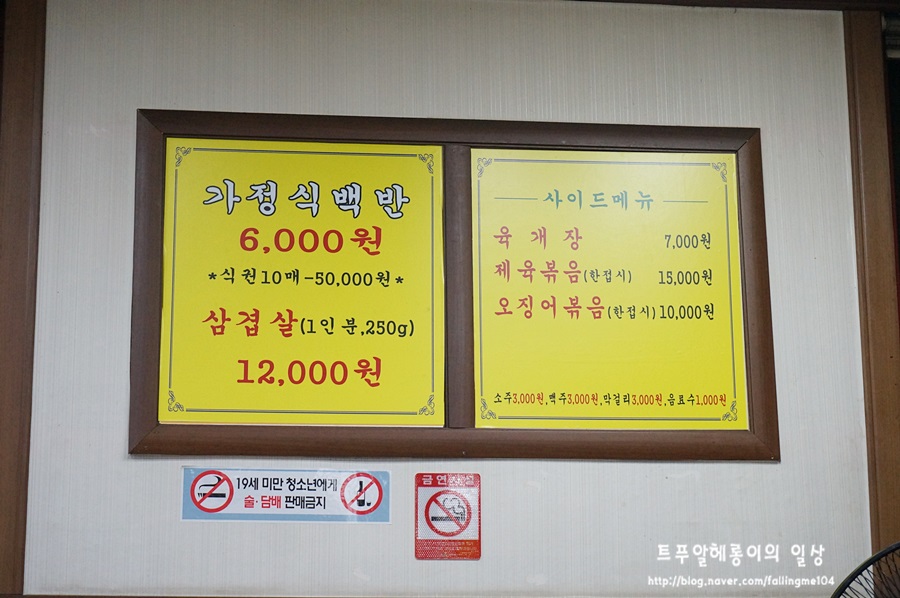 가정식백반
6,000원
*식권10매-50,000원*
삼겹살(1인분,250g)
12,000원
사이드메뉴
육개장 7,000원
제육볶음(한접시) 15,000원
오징어볶음(한접시) 10,000원
소주3,000원,맥주3,000원,막걸리3,000원,음료수1,000원
19세 미만 청소년에게
술·담배 판매금지
트푸알헤롱이의 일상
http://blog.naver.com/fallingme104